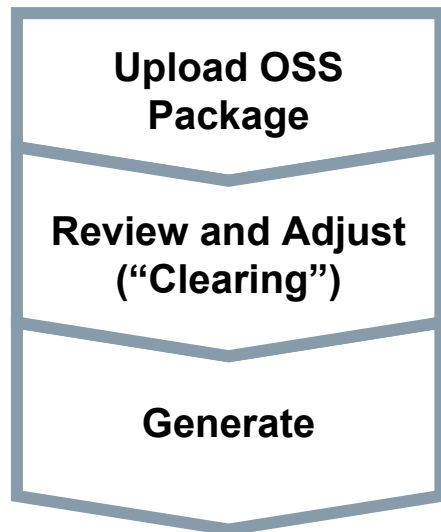 Upload OSS
Package
Review and Adjust
(“Clearing”)
Generate